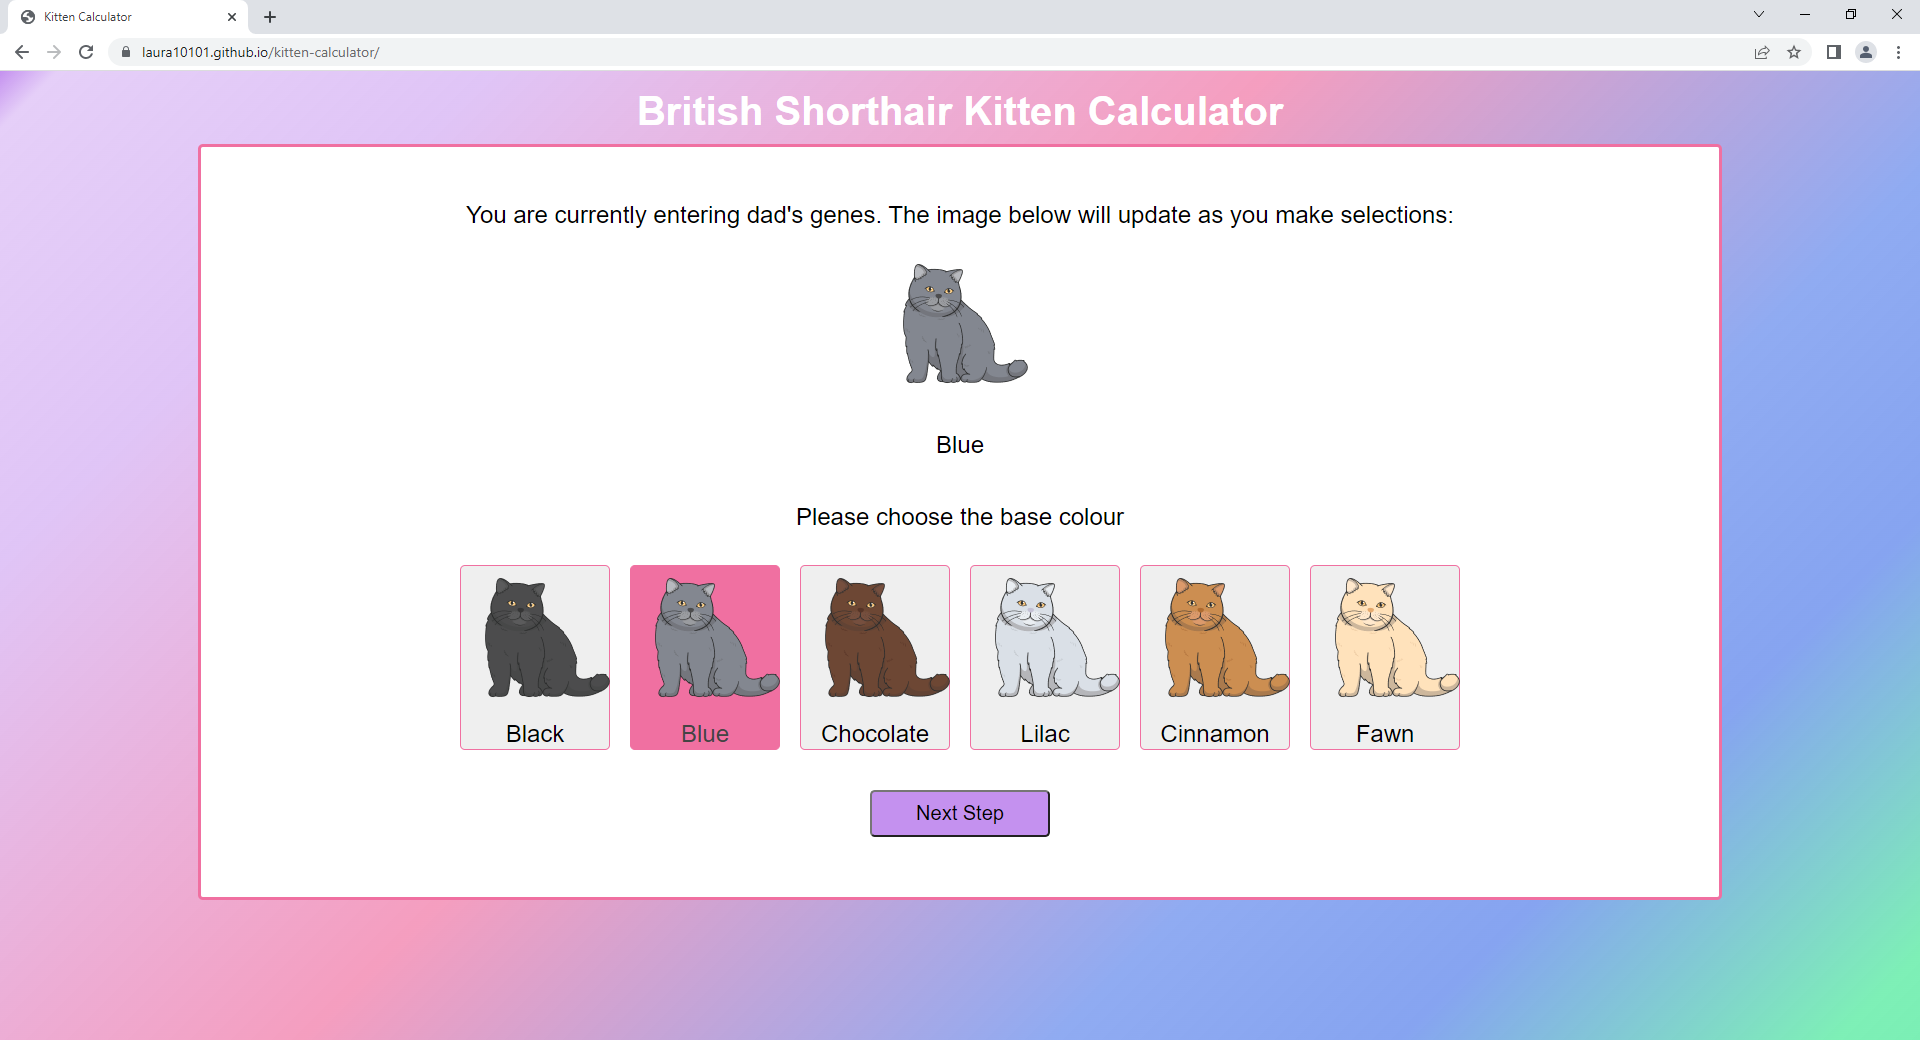 Kitten Calculator
laura10101.github.io/kitten-calculator/
British Shorthair Kitten Calculator
You are currently entering dad's genes. The image below will update as you make selections:
Blue
Please choose the base colour
Black Blue Chocolate Lilac Cinnamon Fawn
Next Step